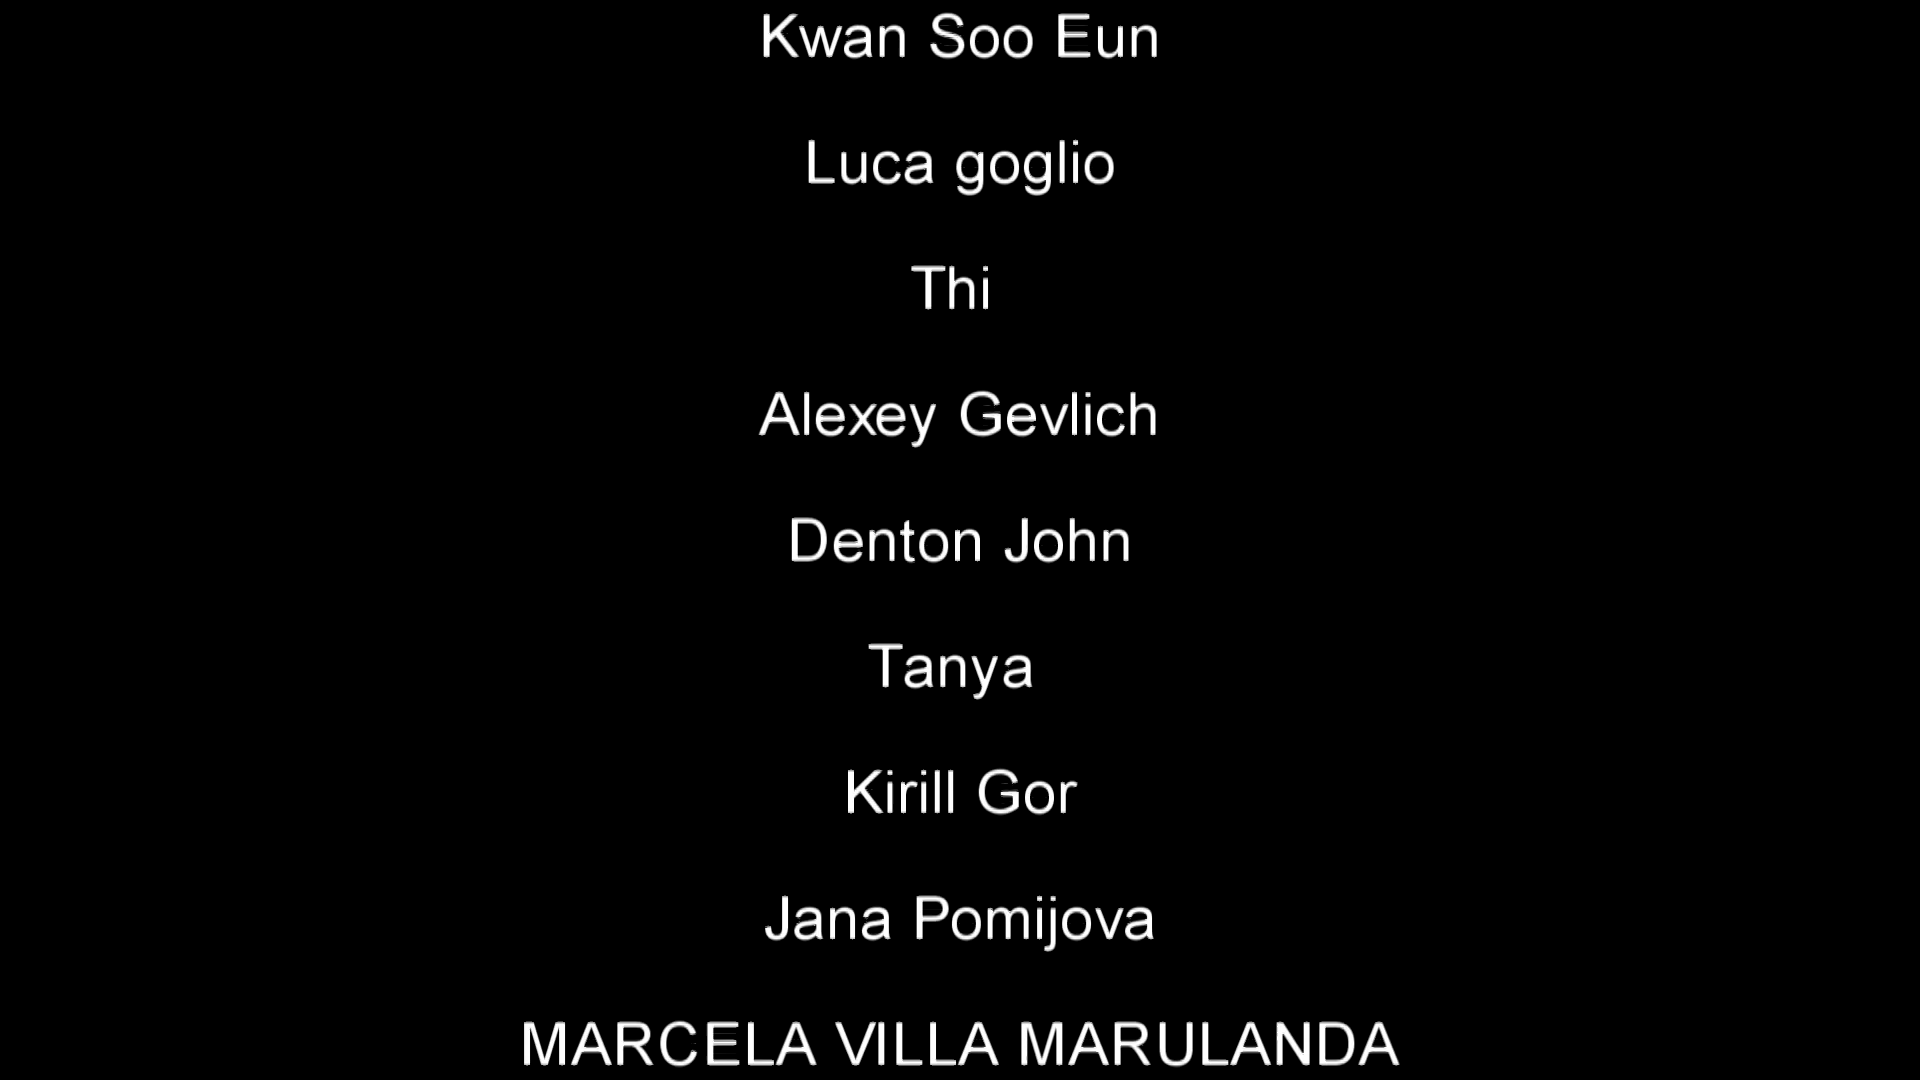 Kwan Soo Eun
Luca goglio
Thi
Alexey Gevlich
Denton John
Tanya
Kirill Gor
Jana Pomijova
MARCELA VILLA MARULANDA